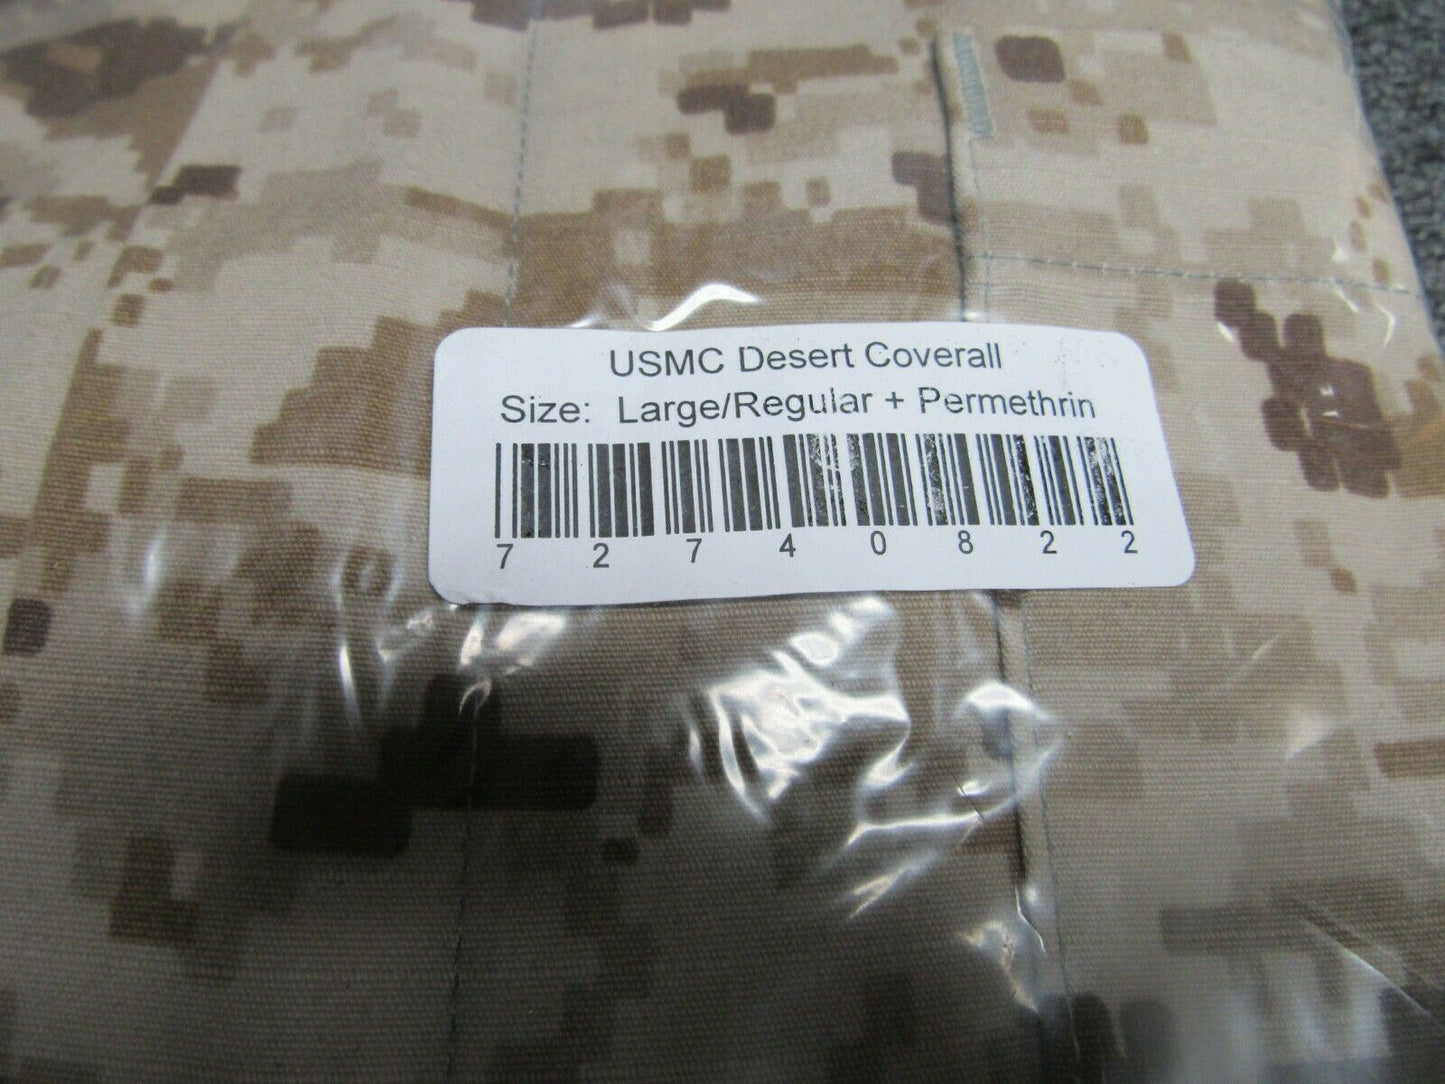 USMC Desert Coverall
Size: Large/Regular + Permethrin
7 2 7 4 0 8 2 2